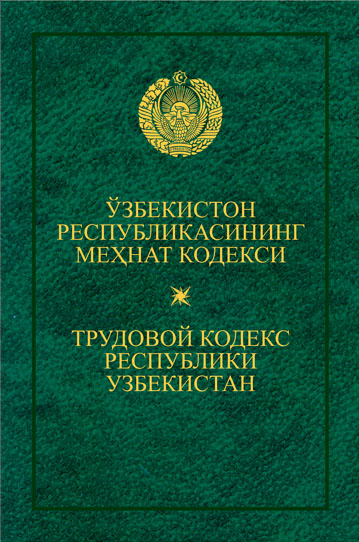 ЎЗБЕКИСТОН
РЕСПУБЛИКАСИНИНГ
МЕҲНАТ КОДЕКСИ
ТРУДОВОЙ КОДЕКС
РЕСПУБЛИКИ
УЗБЕКИСТАН